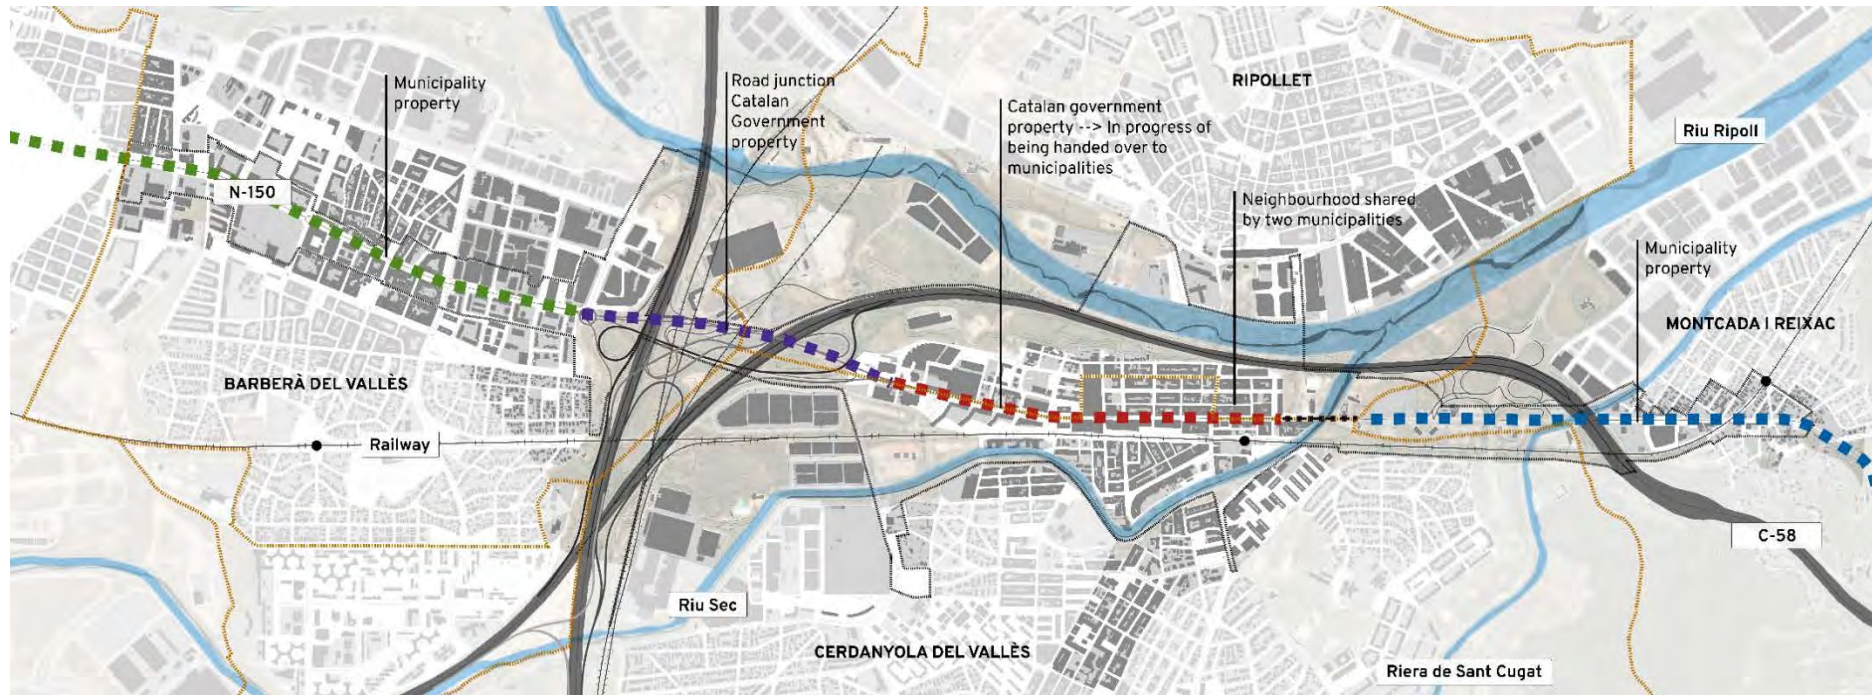 Municipality
property
Road junction
Catalan
Government
property
Catalan government
property --> In progress of
being handed over to
municipalities
RIPOLLET
Riu Ripoll
N-150
Neighbourhood shared
by two municipalities
Municipality
property
MONTCADA I REIXAC
BARBERÀ DEL VALLÈS
Railway
C-58
Riu Sec
CERDANYOLA DEL VALLÈS
Riera de Sant Cugat